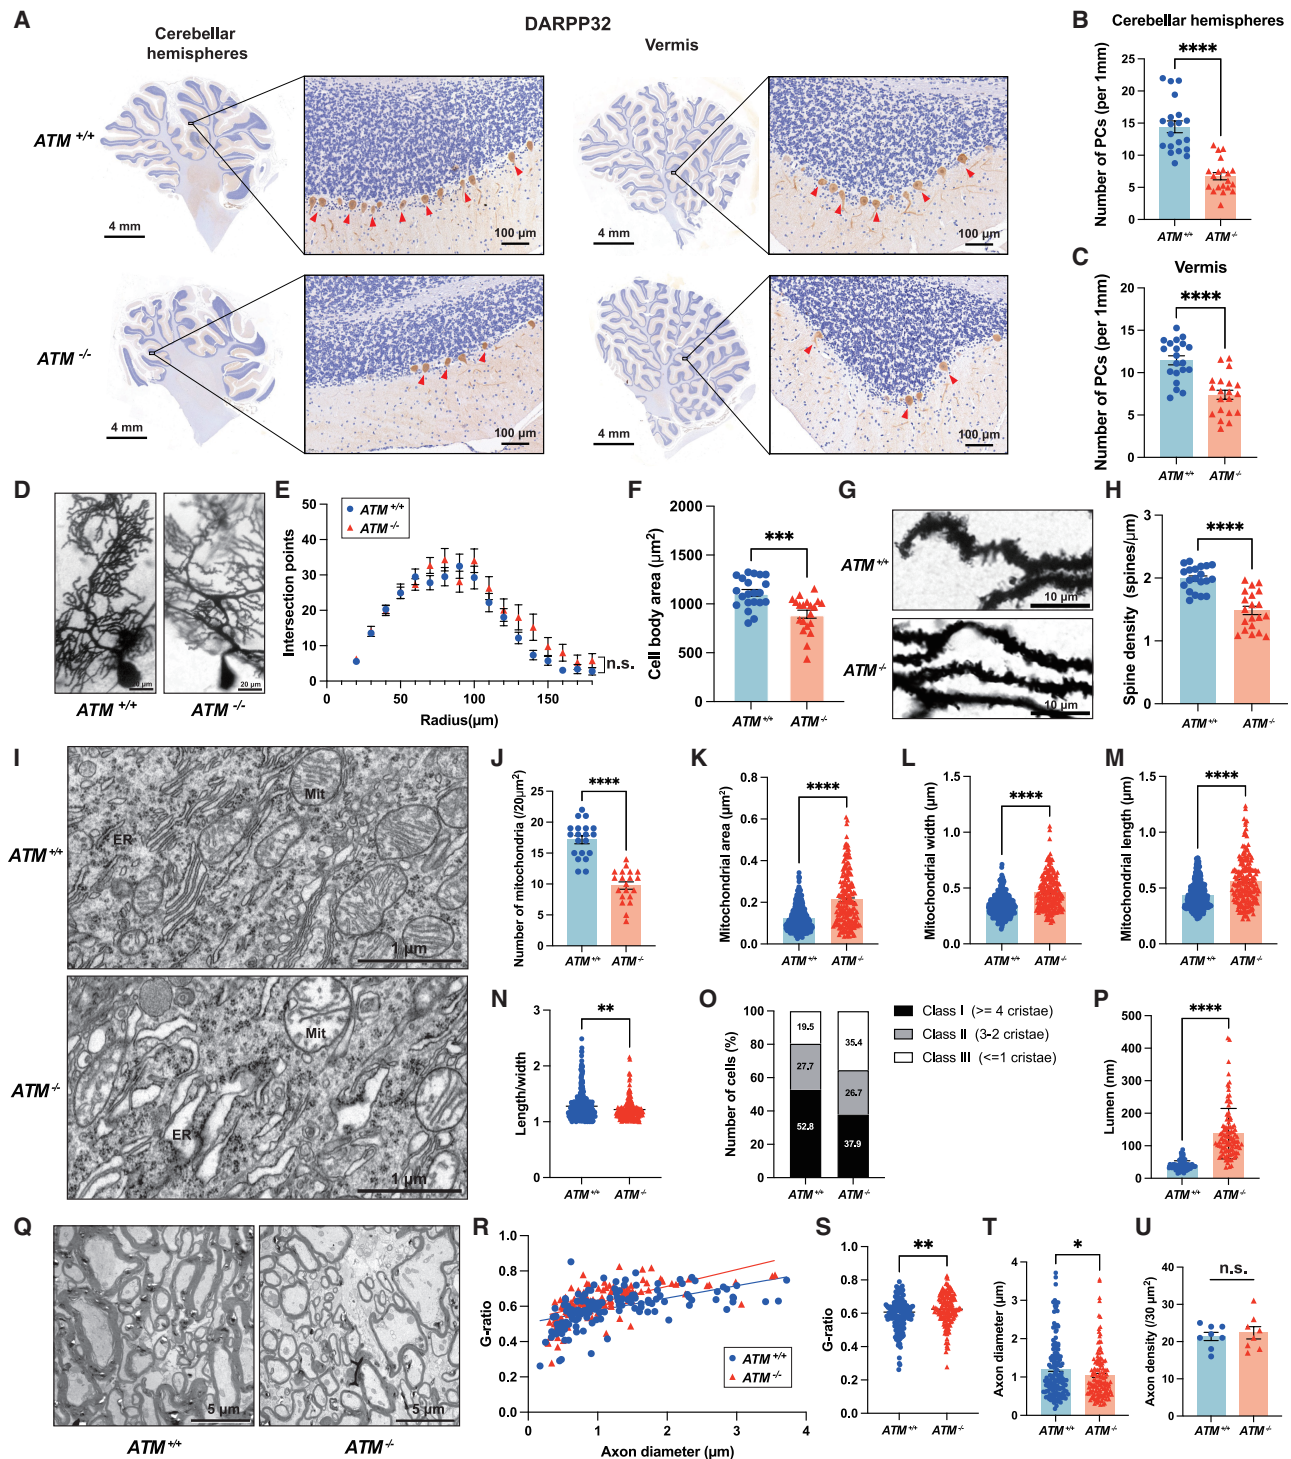 A
DARPP32
Cerebellar
hemispheres
Vermis
ATM +/+
4 mm
100 µm
4 mm
100 µm
ATM -/-
4 mm
100 µm
4 mm
100 µm
B
Cerebellar hemispheres
****
Number of PCs (per 1mm)
25
20
15
10
5
0
ATM+/+
ATM-/-
C
Vermis
****
Number of PCs (per 1mm)
20
15
10
5
0
ATM+/+
ATM-/-
D
20 µm
ATM +/+
ATM -/-
E
ATM +/+
ATM -/-
Intersection points
50
40
30
20
10
0
0
50
100
150
n.s.
Radius(µm)
F
***
Cell body area (µm2)
2000
1500
1000
500
0
ATM+/+
ATM-/-
G
ATM+/+
10 µm
ATM-/-
10 µm
H
****
Spine density (spines/µm)
3
2
1
0
ATM+/+
ATM-/-
I
ATM+/+
Mit
ER
1 µm
ATM-/-
Mit
ER
1 µm
J
****
Number of mitochondria (/20µm2)
25
20
15
10
5
0
ATM+/+
ATM-/-
K
****
Mitochondrial area (µm2)
0.8
0.6
0.4
0.2
0.0
ATM+/+
ATM-/-
L
****
Mitochondrial width (µm)
1.5
1.0
0.5
0.0
ATM+/+
ATM-/-
M
****
Mitochondrial length (µm)
1.5
1.0
0.5
0.0
ATM+/+
ATM-/-
N
**
Length/width
3
2
1
0
ATM+/+
ATM-/-
O
Number of cells (%)
100
80
60
40
20
0
19.5
27.7
52.8
35.4
26.7
37.9
ATM+/+
ATM-/-
Class I (>= 4 cristae)
Class II (3-2 cristae)
Class III (<=1 cristae)
P
****
Lumen (nm)
500
400
300
200
100
0
ATM+/+
ATM-/-
Q
5 µm
5 µm
ATM+/+
ATM-/-
R
G-ratio
1.0
0.8
0.6
0.4
0.2
0.0
0
1
2
3
4
Axon diameter (µm)
ATM+/+
ATM-/-
S
**
G-ratio
1.0
0.8
0.6
0.4
0.2
0.0
ATM+/+
ATM-/-
T
*
Axon diameter (µm)
4
3
2
1
0
ATM+/+
ATM-/-
U
n.s.
Axon density (/30 µm2)
40
30
20
10
0
ATM+/+
ATM-/-